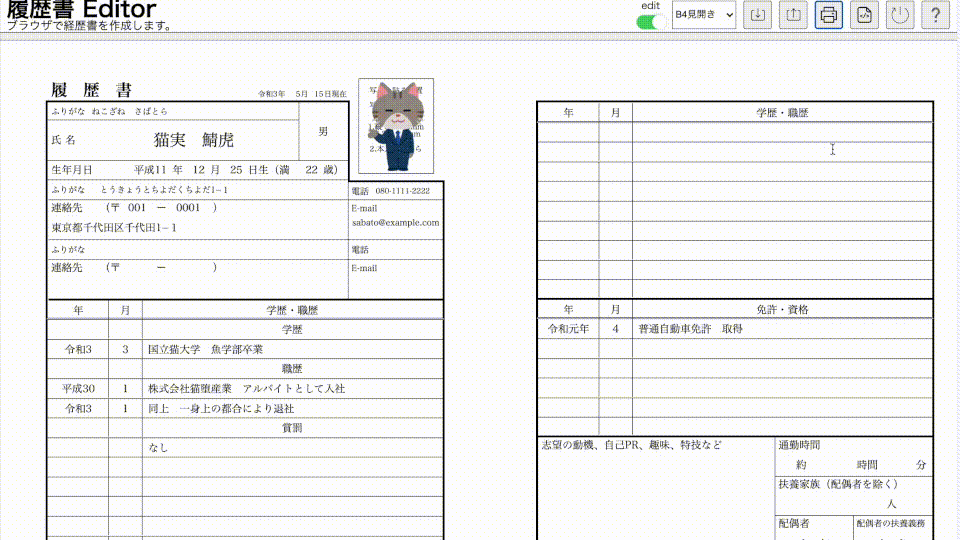 履歴書 Editor
ブラウザで経歴書を作成します。
edit
B4見開き
?
履 歴 書
令和3年 5月 15日現在
ふりがな ねこざね さばとら
男
氏 名 猫実 鯖虎
生年月日 平成11 年 12 月 25 日生（満 22 歳）
ふりがな とうきょうとちよだくちよだ1−1
電話 080-1111-2222
連絡先 （〒 001 ー 0001 ）
E-mail
sabato@example.com
東京都千代田区千代田1−1
ふりがな
電話
連絡先 （〒 ー ）
E-mail
年 月 学歴・職歴
学歴
令和3 3 国立猫大学 魚学部卒業
職歴
平成30 1 株式会社猫堕産業 アルバイトとして入社
令和3 1 同上 一身上の都合により退社
賞罰
なし
年 月 学歴・職歴
年 月 免許・資格
令和元年 4 普通自動車免許 取得
志望の動機、自己PR、趣味、特技など
通勤時間
約 時間 分
扶養家族（配偶者を除く）
人
配偶者
配偶者の扶養義務